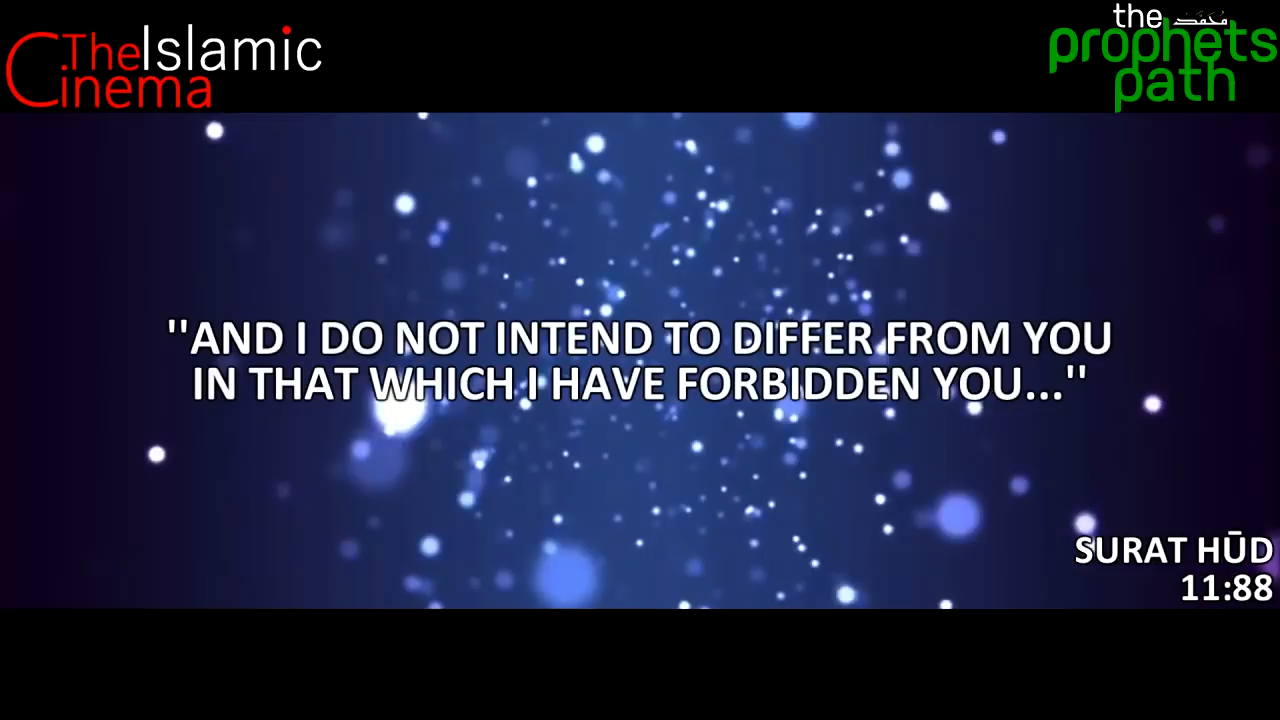 TheIslamic
Cinema
the محمد
prophets
path
"AND I DO NOT INTEND TO DIFFER FROM YOU
IN THAT WHICH I HAVE FORBIDDEN YOU..."
SURAT HŪD
11:88